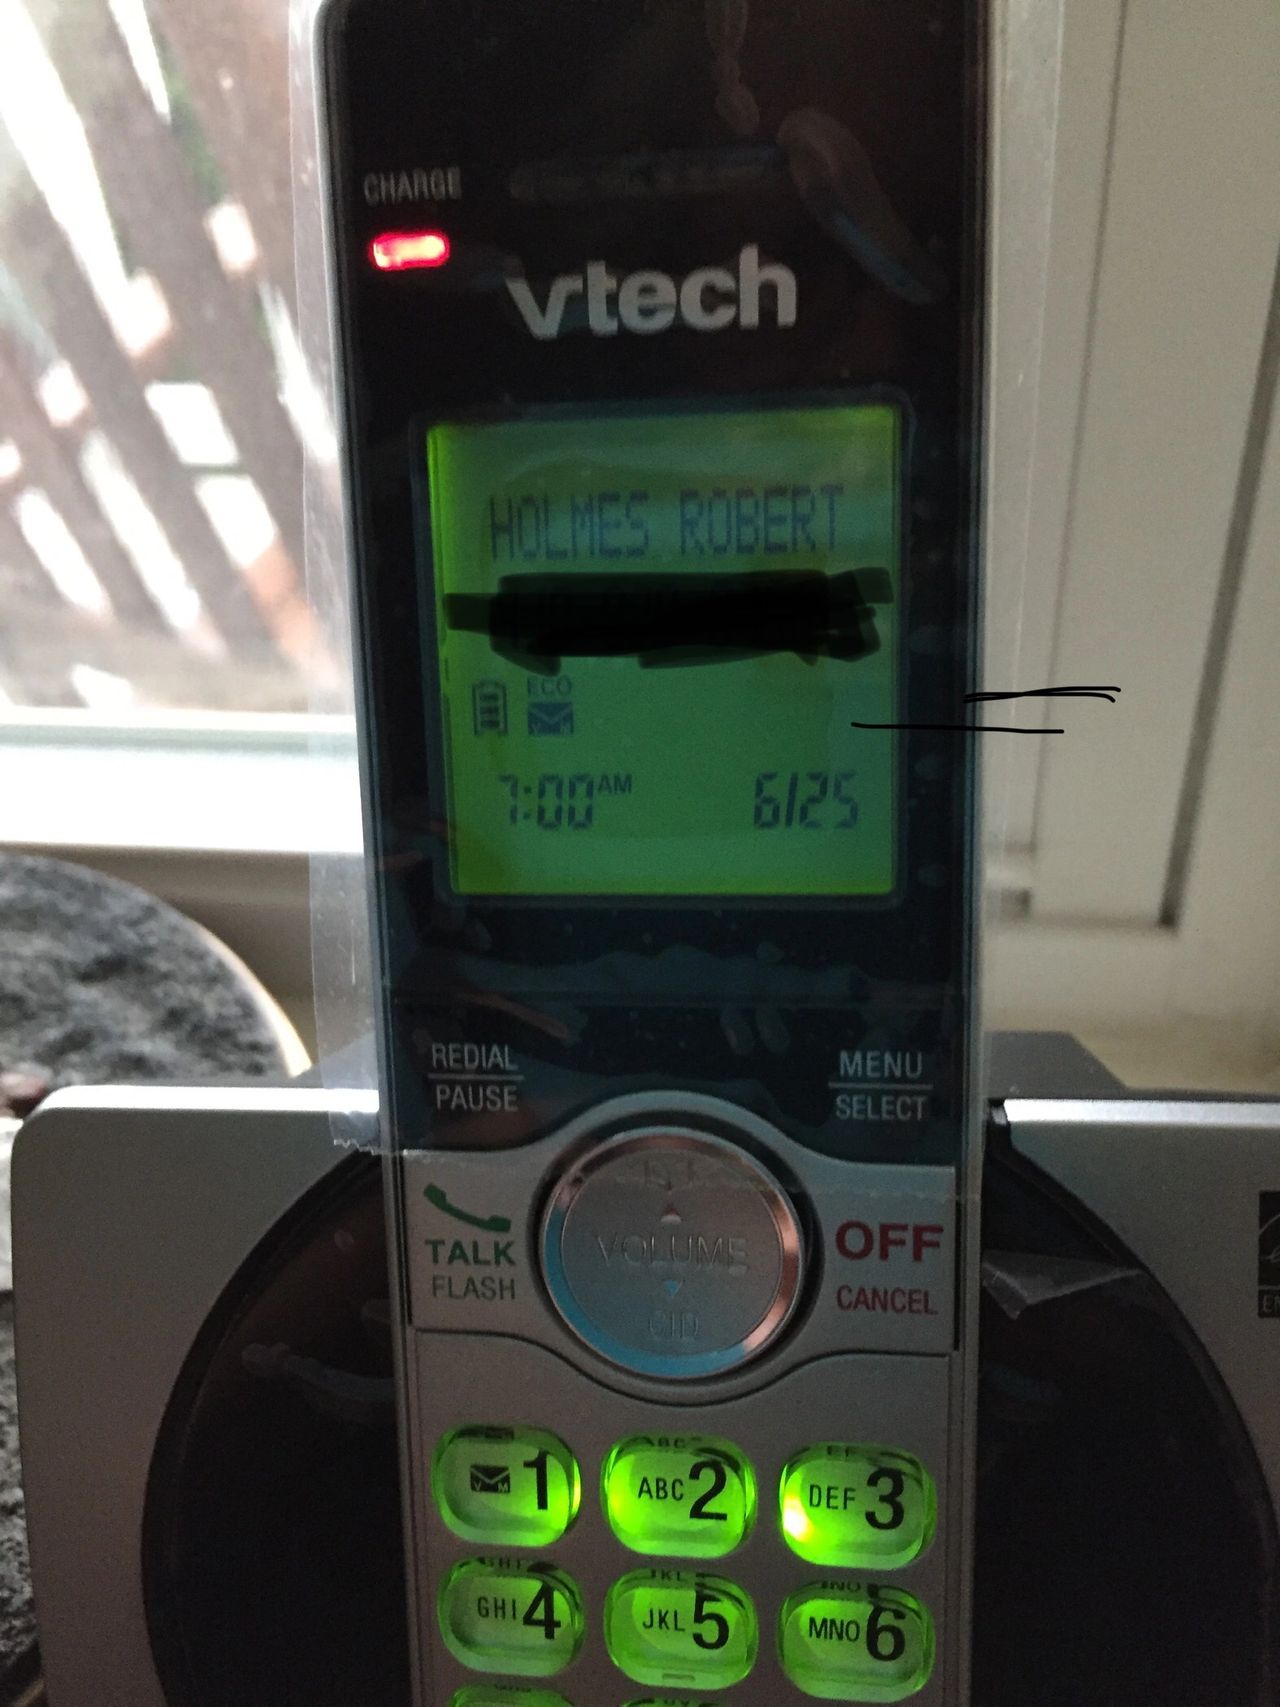 CHARGE
vtech
HOLMES ROBERT
ECO
7:00AM 6/25
REDIAL MENU
PAUSE SELECT
TALK VOLUME OFF
FLASH CID CANCEL
1 ABC 2 DEF 3
GHI 4 JKL 5 MNO 6